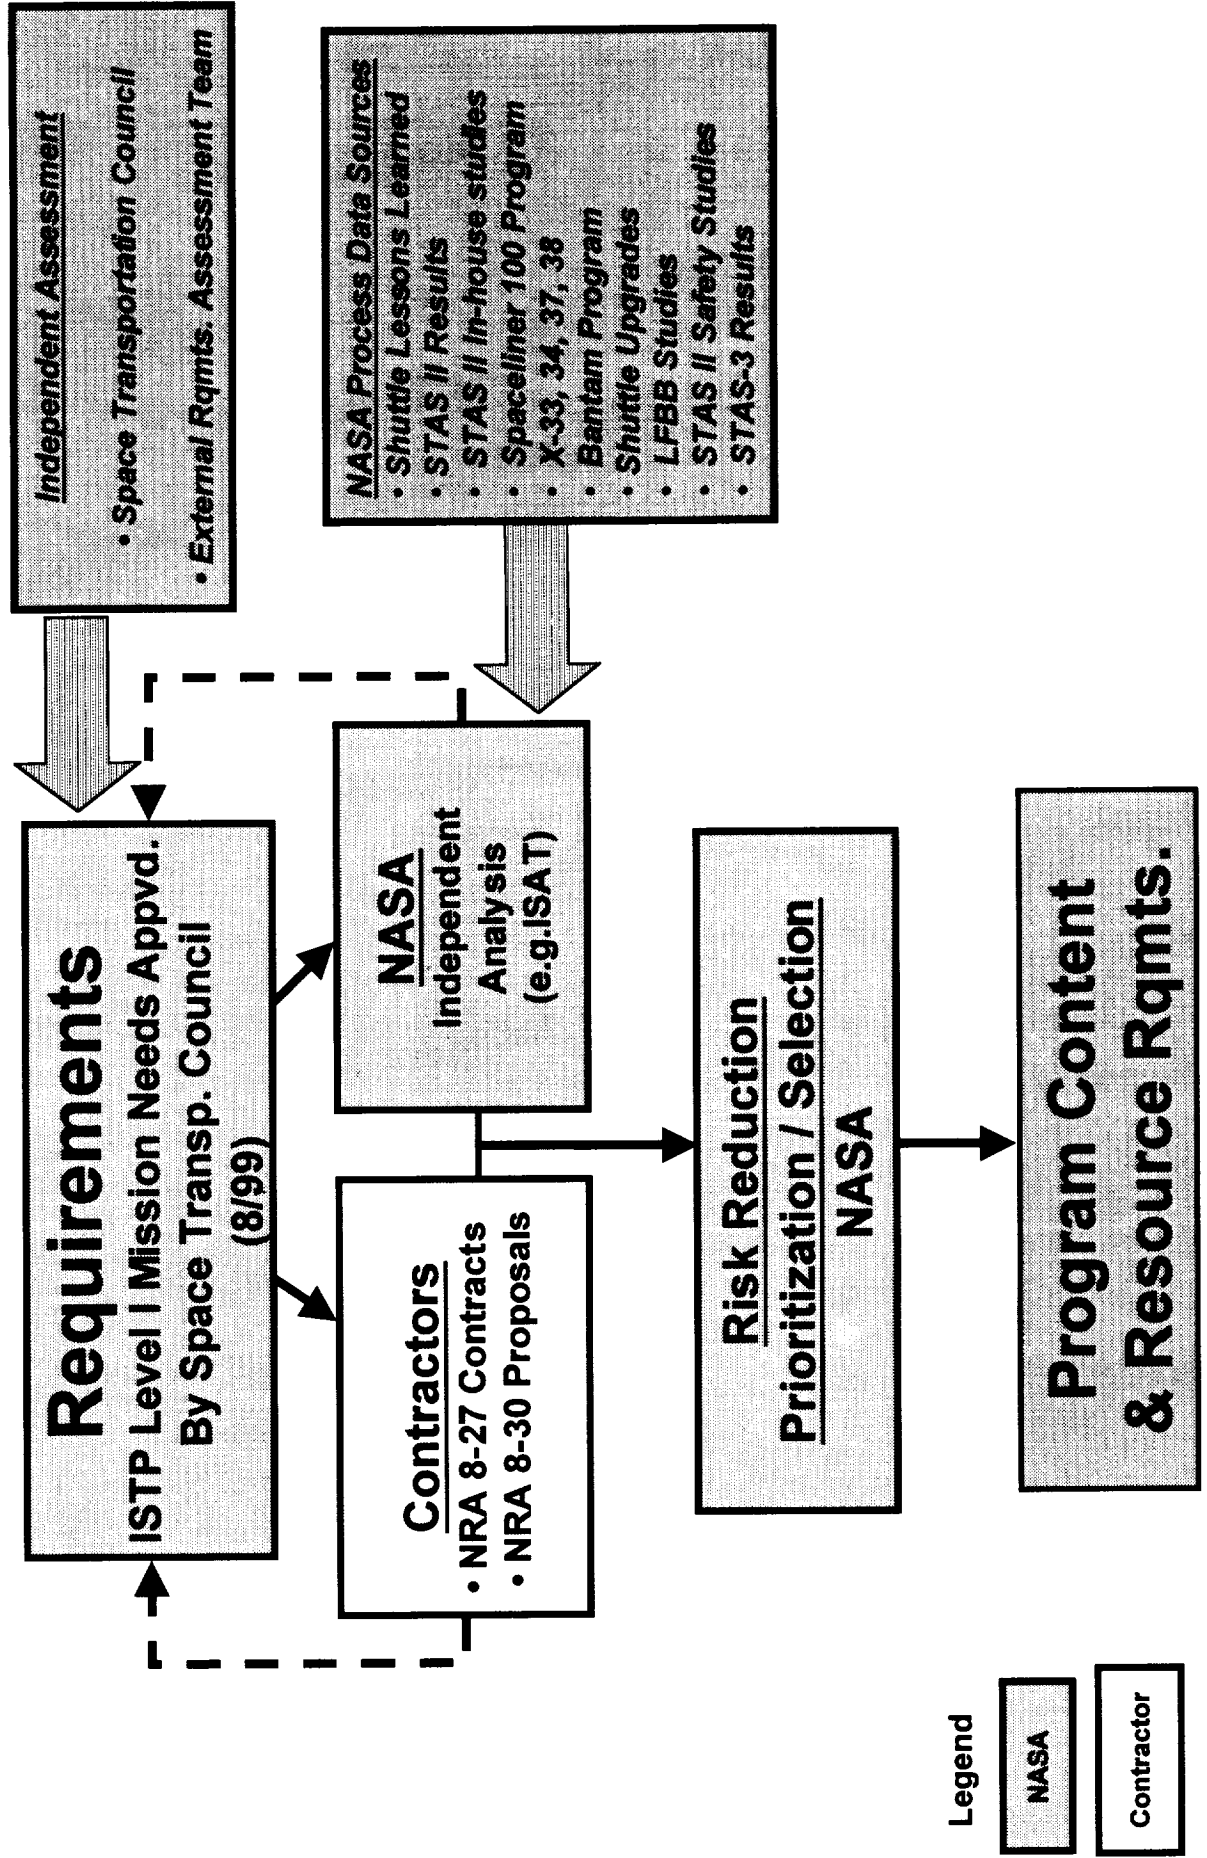 Requirements
ISTP Level I Mission Needs Appvd.
By Space Transp. Council
(8/99)
Independent Assessment
• Space Transportation Council
• External Rqmts. Assessment Team
Contractors
• NRA 8-27 Contracts
• NRA 8-30 Proposals
NASA
Independent
Analysis
(e.g.ISAT)
NASA Process Data Sources
• Shuttle Lessons Learned
• STAS II Results
• STAS II In-house studies
• Spaceliner 100 Program
• X-33, 34, 37, 38
• Bantam Program
• Shuttle Upgrades
• LFBB Studies
• STAS II Safety Studies
• STAS-3 Results
Risk Reduction
Prioritization / Selection
NASA
Program Content
& Resource Rqmts.
Legend
NASA
Contractor